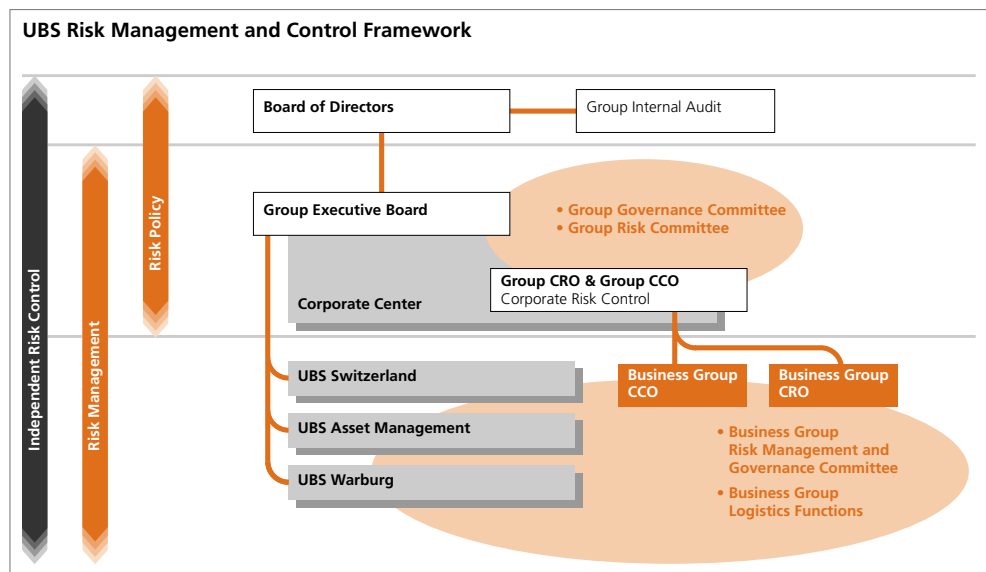 UBS Risk Management and Control Framework
Independent Risk Control
Risk Management
Risk Policy
Board of Directors
Group Internal Audit
Group Executive Board
• Group Governance Committee
• Group Risk Committee
Corporate Center
Group CRO & Group CCO
Corporate Risk Control
UBS Switzerland
UBS Asset Management
UBS Warburg
Business Group
CCO
Business Group
CRO
• Business Group
Risk Management and
Governance Committee
• Business Group
Logistics Functions